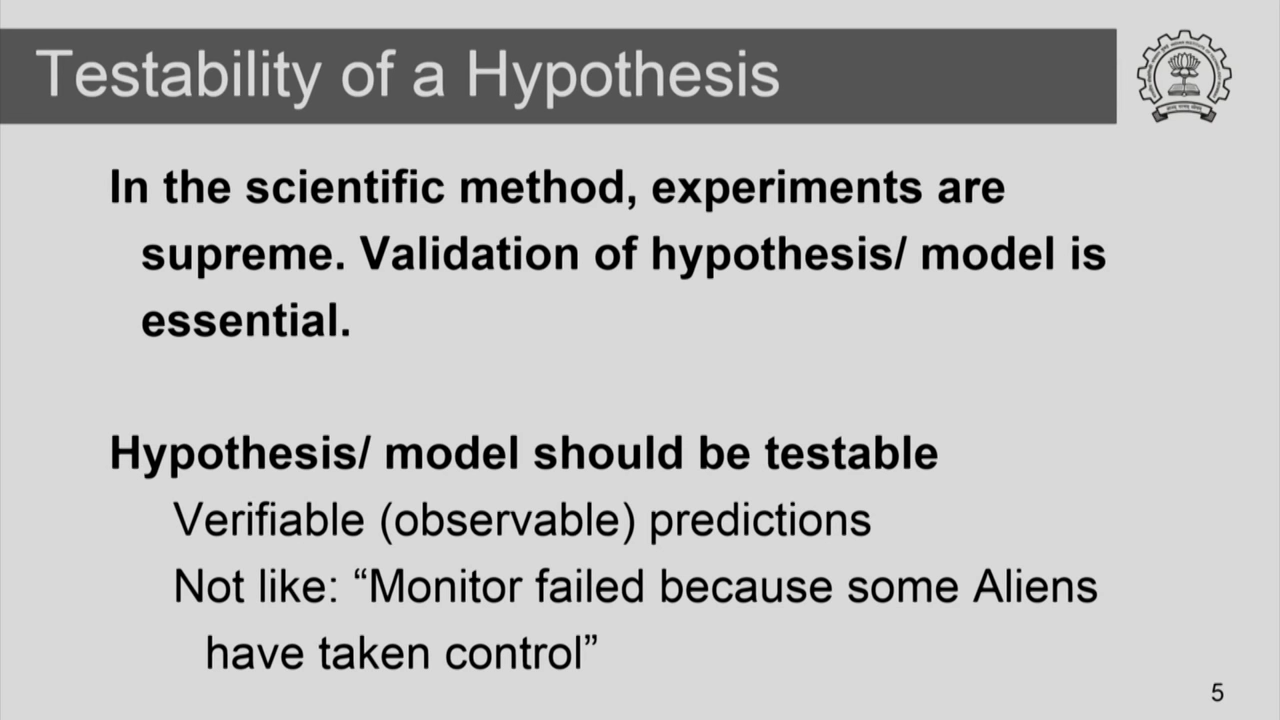 Testability of a Hypothesis
In the scientific method, experiments are
supreme. Validation of hypothesis/ model is
essential.
Hypothesis/ model should be testable
Verifiable (observable) predictions
Not like: “Monitor failed because some Aliens
have taken control”
5